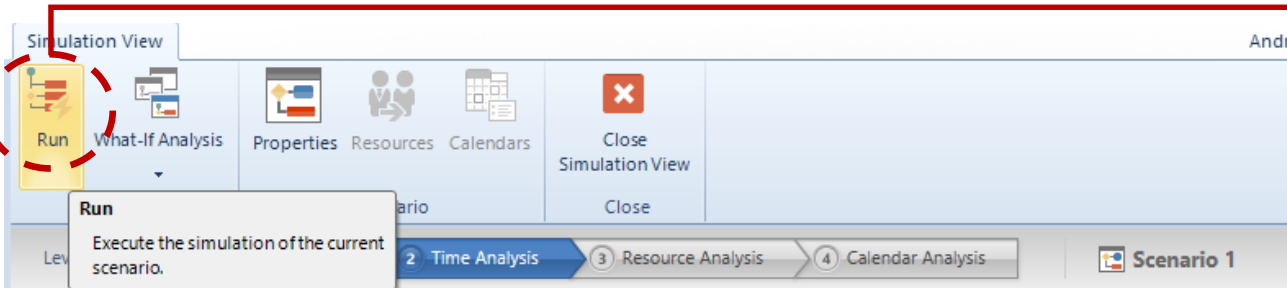 Simulation View
Andr
Run What-If Analysis Properties Resources Calendars Close
Simulation View
ario Close
Run
Execute the simulation of the current
scenario.
Lev 2 Time Analysis 3 Resource Analysis 4 Calendar Analysis Scenario 1